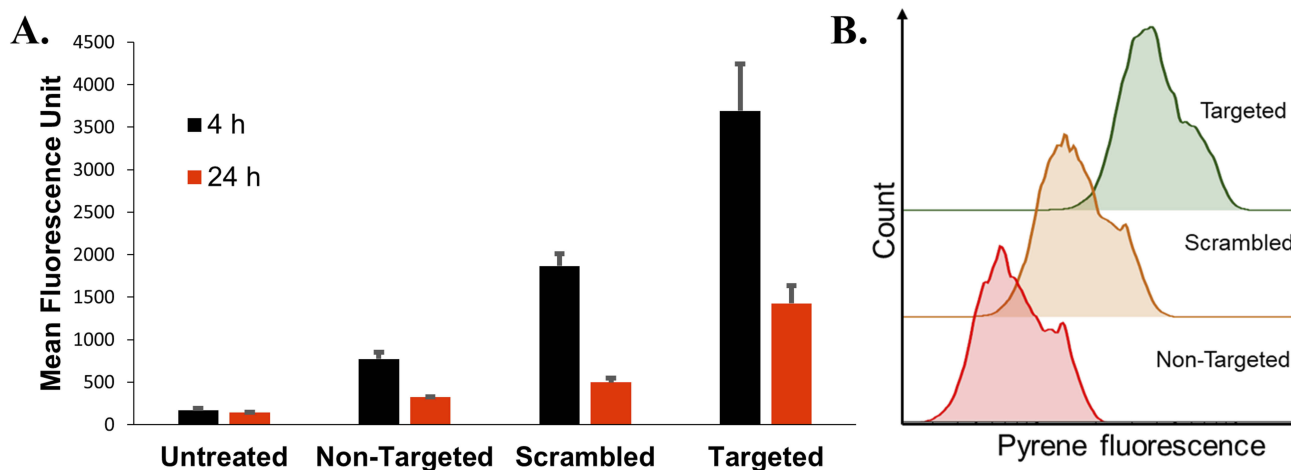 A.
Mean Fluorescence Unit
4500
4000
3500
3000
2500
2000
1500
1000
500
0
4 h
24 h
Untreated Non-Targeted Scrambled Targeted
B.
Count
Targeted
Scrambled
Non-Targeted
Pyrene fluorescence